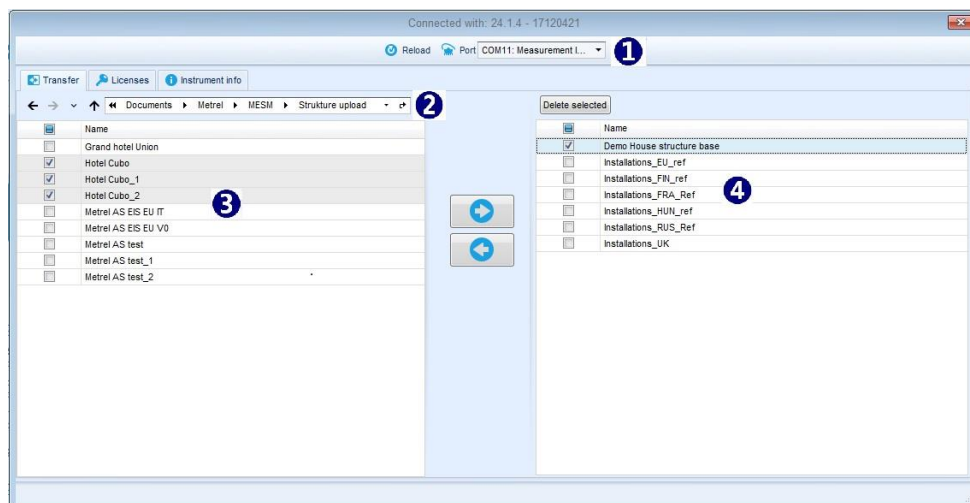 Connected with: 24.1.4 - 17120421
Reload Port COM11: Measurement I... 1
Transfer Licenses Instrument info
Documents Metrel MESM Strukture upload 2
Name
Grand hotel Union
Hotel Cubo
Hotel Cubo_1
Hotel Cubo_2
3
Metrel AS EIS EU IT
Metrel AS EIS EU V0
Metrel AS test
Metrel AS test_1
Metrel AS test_2
Delete selected
Name
Demo House structure base
Installations_EU_ref
Installations_FIN_ref
Installations_FRA_Ref
4
Installations_HUN_ref
Installations_RUS_Ref
Installations_UK